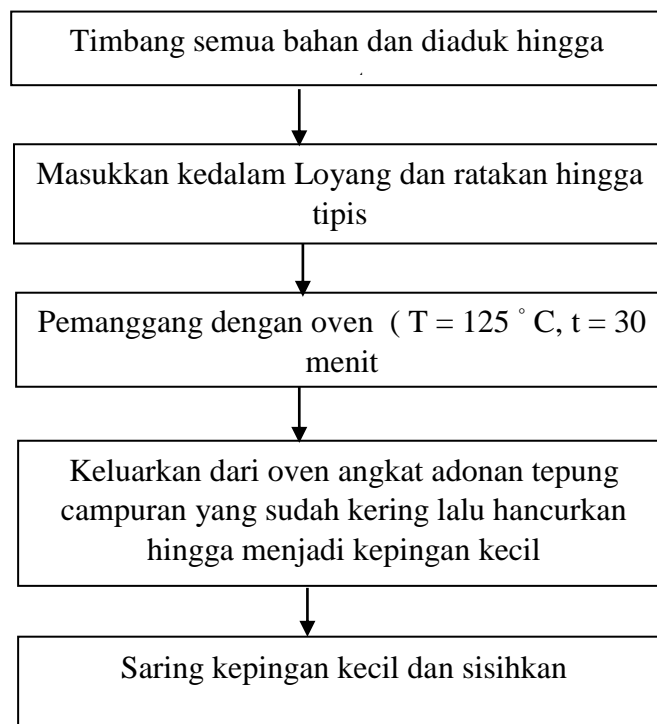 Timbang semua bahan dan diaduk hingga
Masukkan kedalam Loyang dan ratakan hingga
tipis
Pemanggang dengan oven ( T = 125 ° C, t = 30
menit
Keluarkan dari oven angkat adonan tepung
campuran yang sudah kering lalu hancurkan
hingga menjadi kepingan kecil
Saring kepingan kecil dan sisihkan